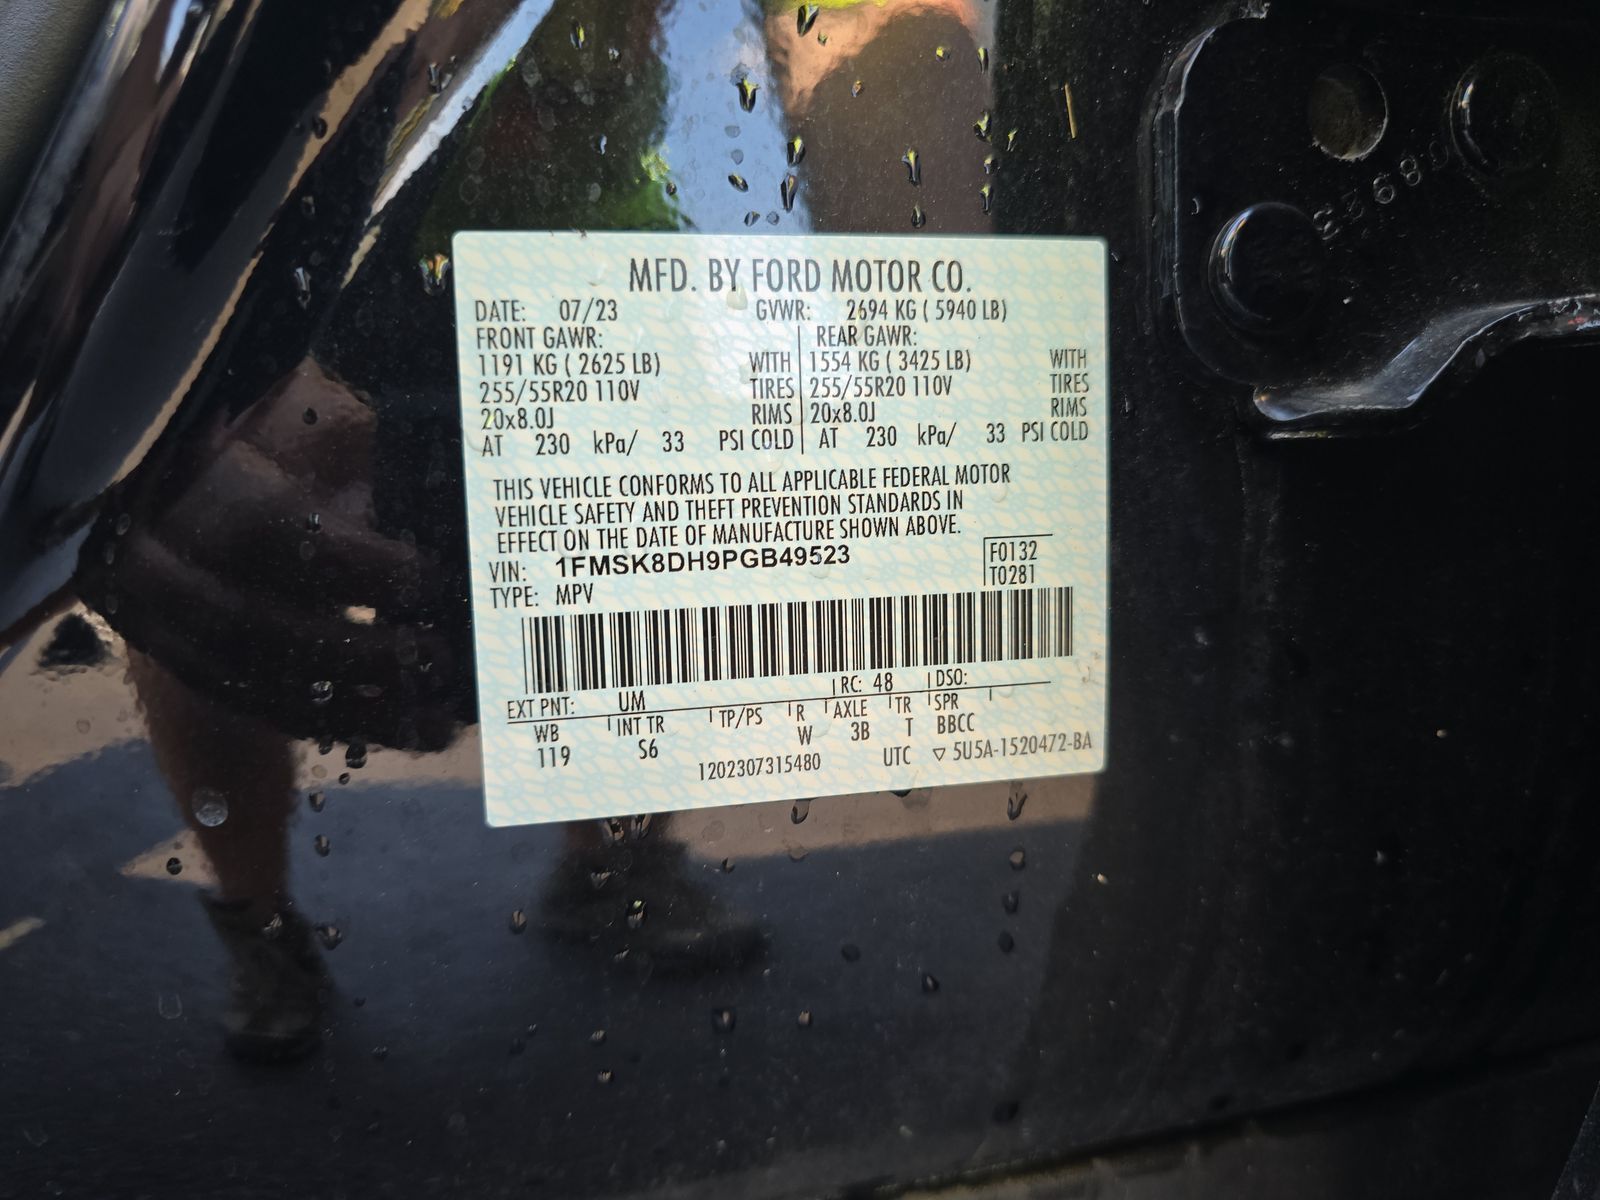 MFD. BY FORD MOTOR CO.
DATE: 07/23 GVWR: 2694 KG ( 5940 LB)
FRONT GAWR: REAR GAWR:
1191 KG ( 2625 LB) WITH 1554 KG ( 3425 LB) WITH
255/55R20 110V TIRES 255/55R20 110V TIRES
20x8.0J RIMS 20x8.0J RIMS
AT 230 kPa/ 33 PSI COLD AT 230 kPa/ 33 PSI COLD
THIS VEHICLE CONFORMS TO ALL APPLICABLE FEDERAL MOTOR
VEHICLE SAFETY AND THEFT PREVENTION STANDARDS IN
EFFECT ON THE DATE OF MANUFACTURE SHOWN ABOVE.
VIN: 1FMSK8DH9PGB49523 F0132
TYPE: MPV T0281
EXT PNT: UM RC: 48 DSO:
WB INT TR TP/PS R AXLE TR SPR
119 S6 W 3B T BBCC
1202307315480 UTC ▽ 5U5A-1520472-BA